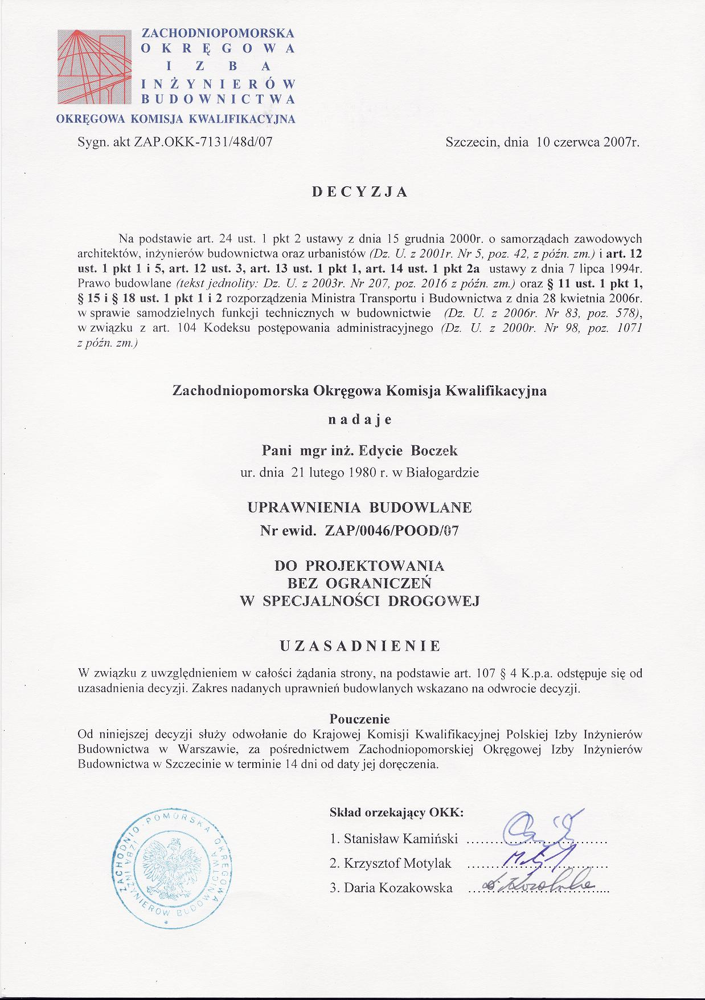 ZACHODNIOPOMORSKA
OKRĘGOWA
IZBA
INŻYNIERÓW
BUDOWNICTWA
OKRĘGOWA KOMISJA KWALIFIKACYJNA
Sygn. akt ZAP.OKK-7131/48d/07 Szczecin, dnia 10 czerwca 2007r.
DECYZJA
Na podstawie art. 24 ust. 1 pkt 2 ustawy z dnia 15 grudnia 2000r. o samorządach zawodowych
architektów, inżynierów budownictwa oraz urbanistów (Dz. U. z 2001r. Nr 5, poz. 42, z późn. zm.) i art. 12
ust. 1 pkt 1 i 5, art. 12 ust. 3, art. 13 ust. 1 pkt 1, art. 14 ust. 1 pkt 2a ustawy z dnia 7 lipca 1994r.
Prawo budowlane (tekst jednolity: Dz. U. z 2003r. Nr 207, poz. 2016 z późn. zm.) oraz § 11 ust. 1 pkt 1,
§ 15 i § 18 ust. 1 pkt 1 i 2 rozporządzenia Ministra Transportu i Budownictwa z dnia 28 kwietnia 2006r.
w sprawie samodzielnych funkcji technicznych w budownictwie (Dz. U. z 2006r. Nr 83, poz. 578),
w związku z art. 104 Kodeksu postępowania administracyjnego (Dz. U. z 2000r. Nr 98, poz. 1071
z późn. zm.)
Zachodniopomorska Okręgowa Komisja Kwalifikacyjna
nadaje
Pani mgr inż. Edycie Boczek
ur. dnia 21 lutego 1980 r. w Białogardzie
UPRAWNIENIA BUDOWLANE
Nr ewid. ZAP/0046/POOD/07
DO PROJEKTOWANIA
BEZ OGRANICZEŃ
W SPECJALNOŚCI DROGOWEJ
UZASADNIENIE
W związku z uwzględnieniem w całości żądania strony, na podstawie art. 107 § 4 K.p.a. odstępuje się od
uzasadnienia decyzji. Zakres nadanych uprawnień budowlanych wskazano na odwrocie decyzji.
Pouczenie
Od niniejszej decyzji służy odwołanie do Krajowej Komisji Kwalifikacyjnej Polskiej Izby Inżynierów
Budownictwa w Warszawie, za pośrednictwem Zachodniopomorskiej Okręgowej Izby Inżynierów
Budownictwa w Szczecinie w terminie 14 dni od daty jej doręczenia.
Skład orzekający OKK:
1. Stanisław Kamiński
2. Krzysztof Motylak
3. Daria Kozakowska
ZACHODNIO-POMORSKA OKRĘGOWA
IZBA INŻYNIERÓW BUDOWNICTWA